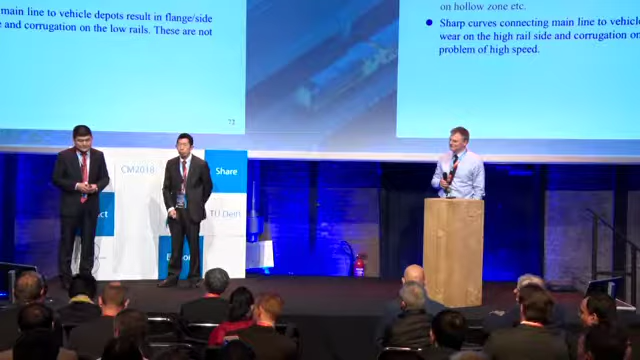 main line to vehicle depots result in flange/side
and corrugation on the low rails. These are not
72
on hollow zone etc.
Sharp curves connecting main line to vehicle
wear on the high rail side and corrugation on
problem of high speed.
CM2018
Share
TU Delft